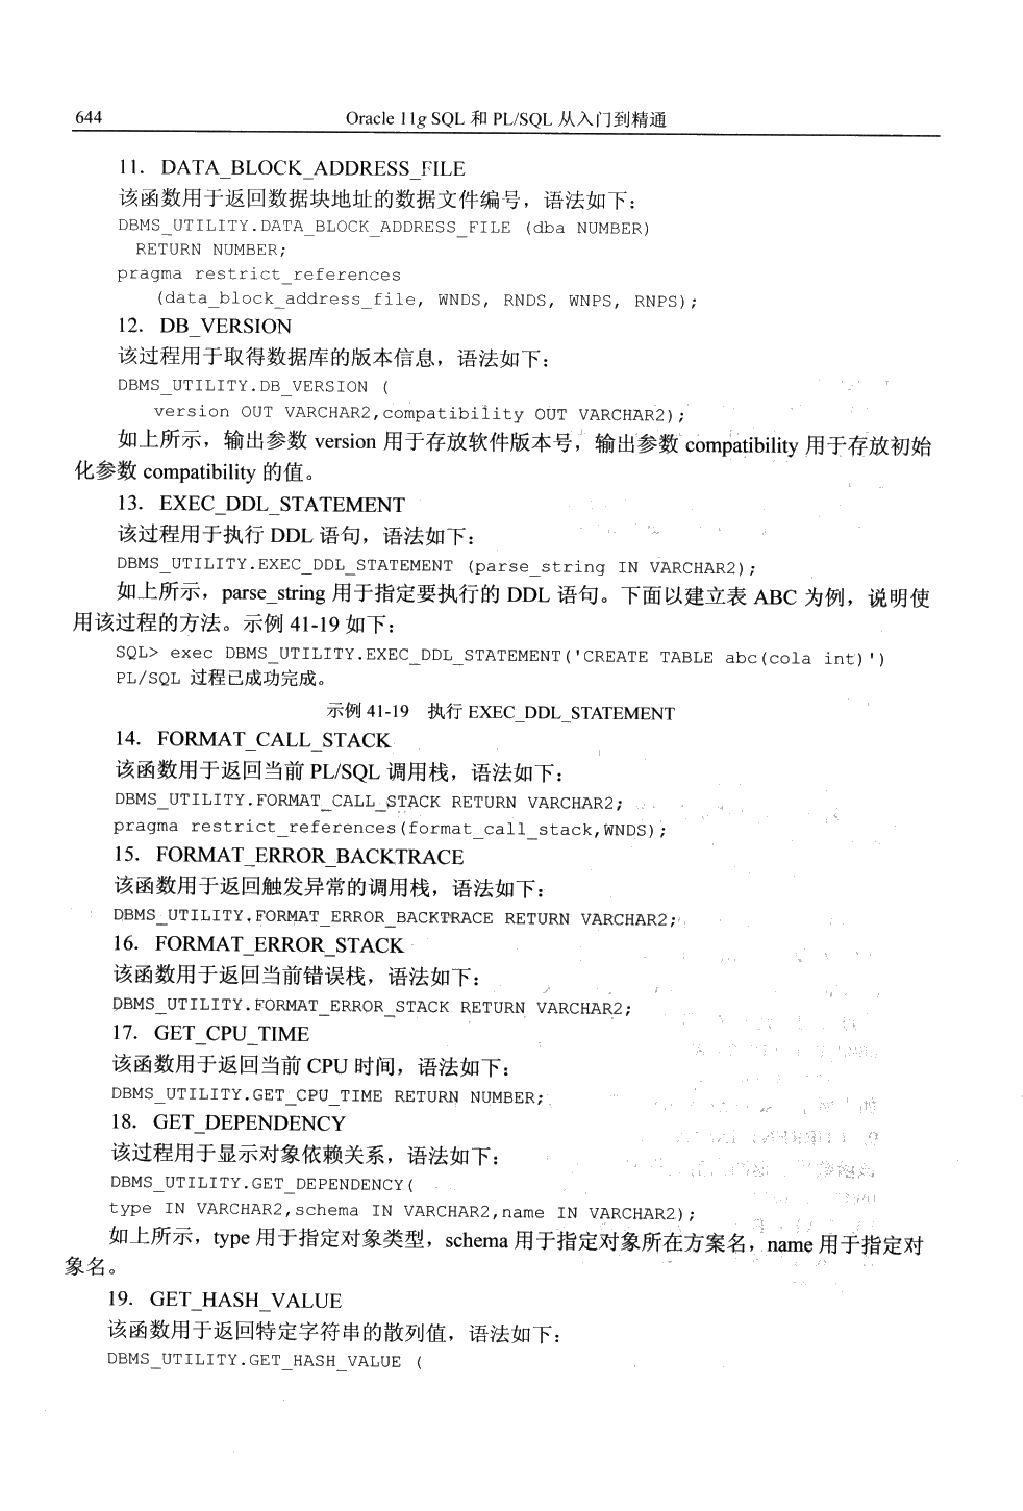 644
Oracle 11g SQL 和 PL/SQL 从入门到精通
11. DATA_BLOCK_ADDRESS_FILE
该函数用于返回数据块地址的数据文件编号，语法如下：
DBMS_UTILITY.DATA_BLOCK_ADDRESS_FILE (dba NUMBER)
RETURN NUMBER;
pragma restrict_references
(data_block_address_file, WNDS, RNDS, WNPS, RNPS);
12. DB_VERSION
该过程用于取得数据库的版本信息，语法如下：
DBMS_UTILITY.DB_VERSION (
version OUT VARCHAR2,compatibility OUT VARCHAR2);
如上所示，输出参数 version 用于存放软件版本号，输出参数 compatibility 用于存放初始
化参数 compatibility 的值。
13. EXEC_DDL_STATEMENT
该过程用于执行 DDL 语句，语法如下：
DBMS_UTILITY.EXEC_DDL_STATEMENT (parse_string IN VARCHAR2);
如上所示，parse_string 用于指定要执行的 DDL 语句。下面以建立表 ABC 为例，说明使
用该过程的方法。示例 41-19 如下：
SQL> exec DBMS_UTILITY.EXEC_DDL_STATEMENT('CREATE TABLE abc(cola int)')
PL/SQL 过程已成功完成。
示例 41-19 执行 EXEC_DDL_STATEMENT
14. FORMAT_CALL_STACK
该函数用于返回当前 PL/SQL 调用栈，语法如下：
DBMS_UTILITY.FORMAT_CALL_STACK RETURN VARCHAR2;
pragma restrict_references(format_call_stack,WNDS);
15. FORMAT_ERROR_BACKTRACE
该函数用于返回触发异常的调用栈，语法如下：
DBMS_UTILITY.FORMAT_ERROR_BACKTRACE RETURN VARCHAR2;
16. FORMAT_ERROR_STACK
该函数用于返回当前错误栈，语法如下：
DBMS_UTILITY.FORMAT_ERROR_STACK RETURN VARCHAR2;
17. GET_CPU_TIME
该函数用于返回当前 CPU 时间，语法如下：
DBMS_UTILITY.GET_CPU_TIME RETURN NUMBER;
18. GET_DEPENDENCY
该过程用于显示对象依赖关系，语法如下：
DBMS_UTILITY.GET_DEPENDENCY(
type IN VARCHAR2,schema IN VARCHAR2,name IN VARCHAR2);
如上所示，type 用于指定对象类型，schema 用于指定对象所在方案名，name 用于指定对
象名。
19. GET_HASH_VALUE
该函数用于返回特定字符串的散列值，语法如下：
DBMS_UTILITY.GET_HASH_VALUE (